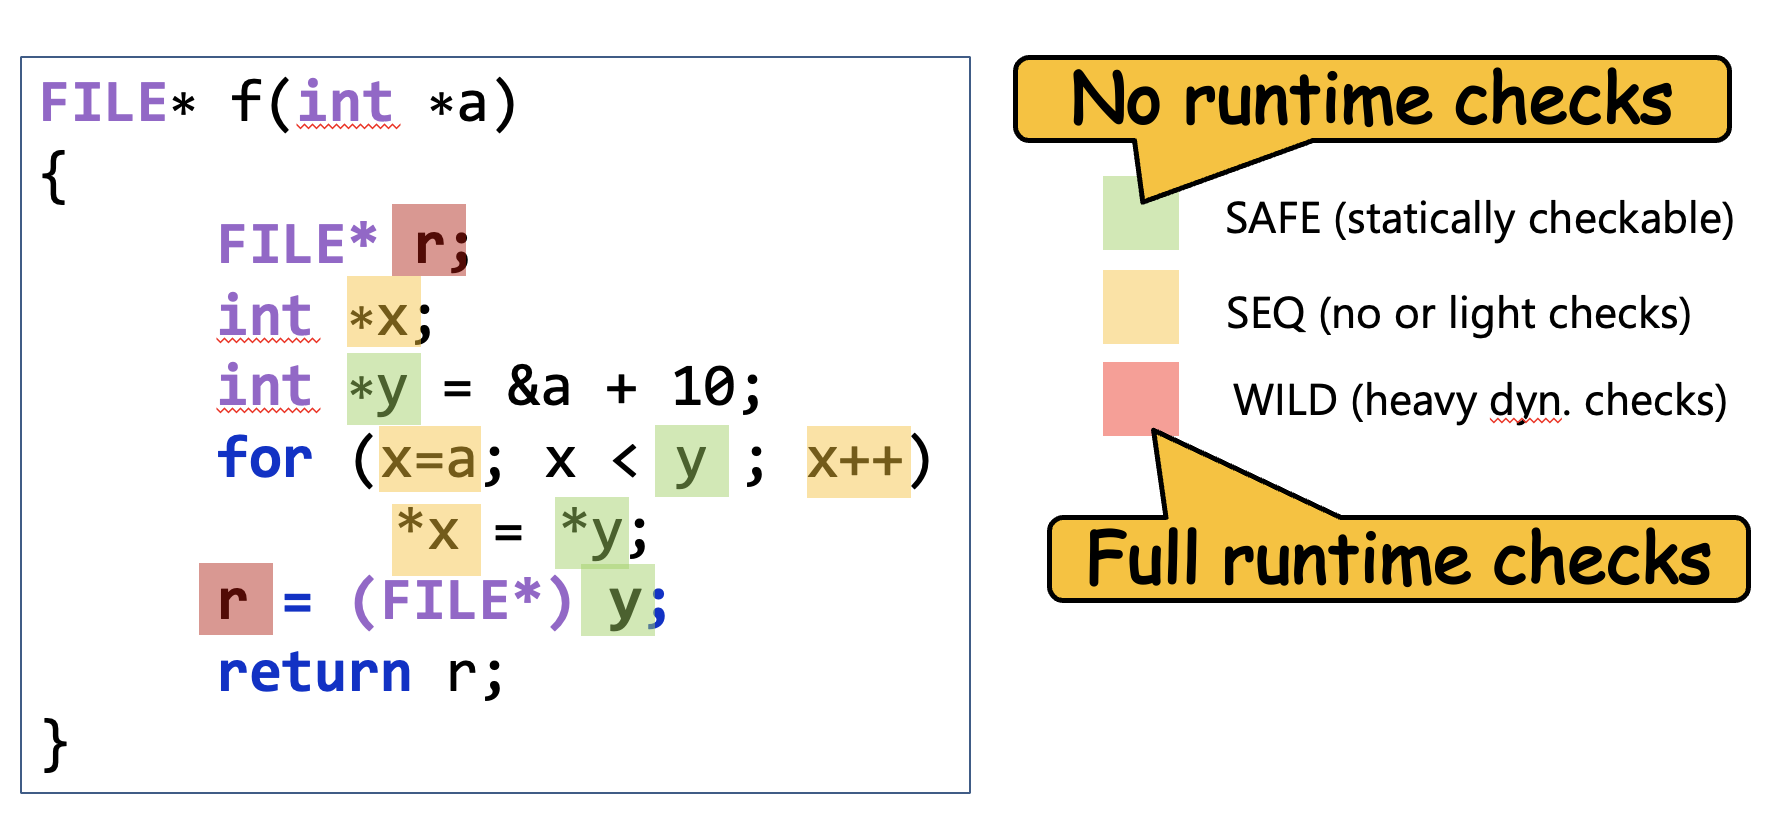 FILE* f(int *a)
{
FILE* r;
int *x;
int *y = &a + 10;
for (x=a; x < y ; x++)
*x = *y;
r = (FILE*) y;
return r;
}
No runtime checks
SAFE (statically checkable)
SEQ (no or light checks)
WILD (heavy dyn. checks)
Full runtime checks